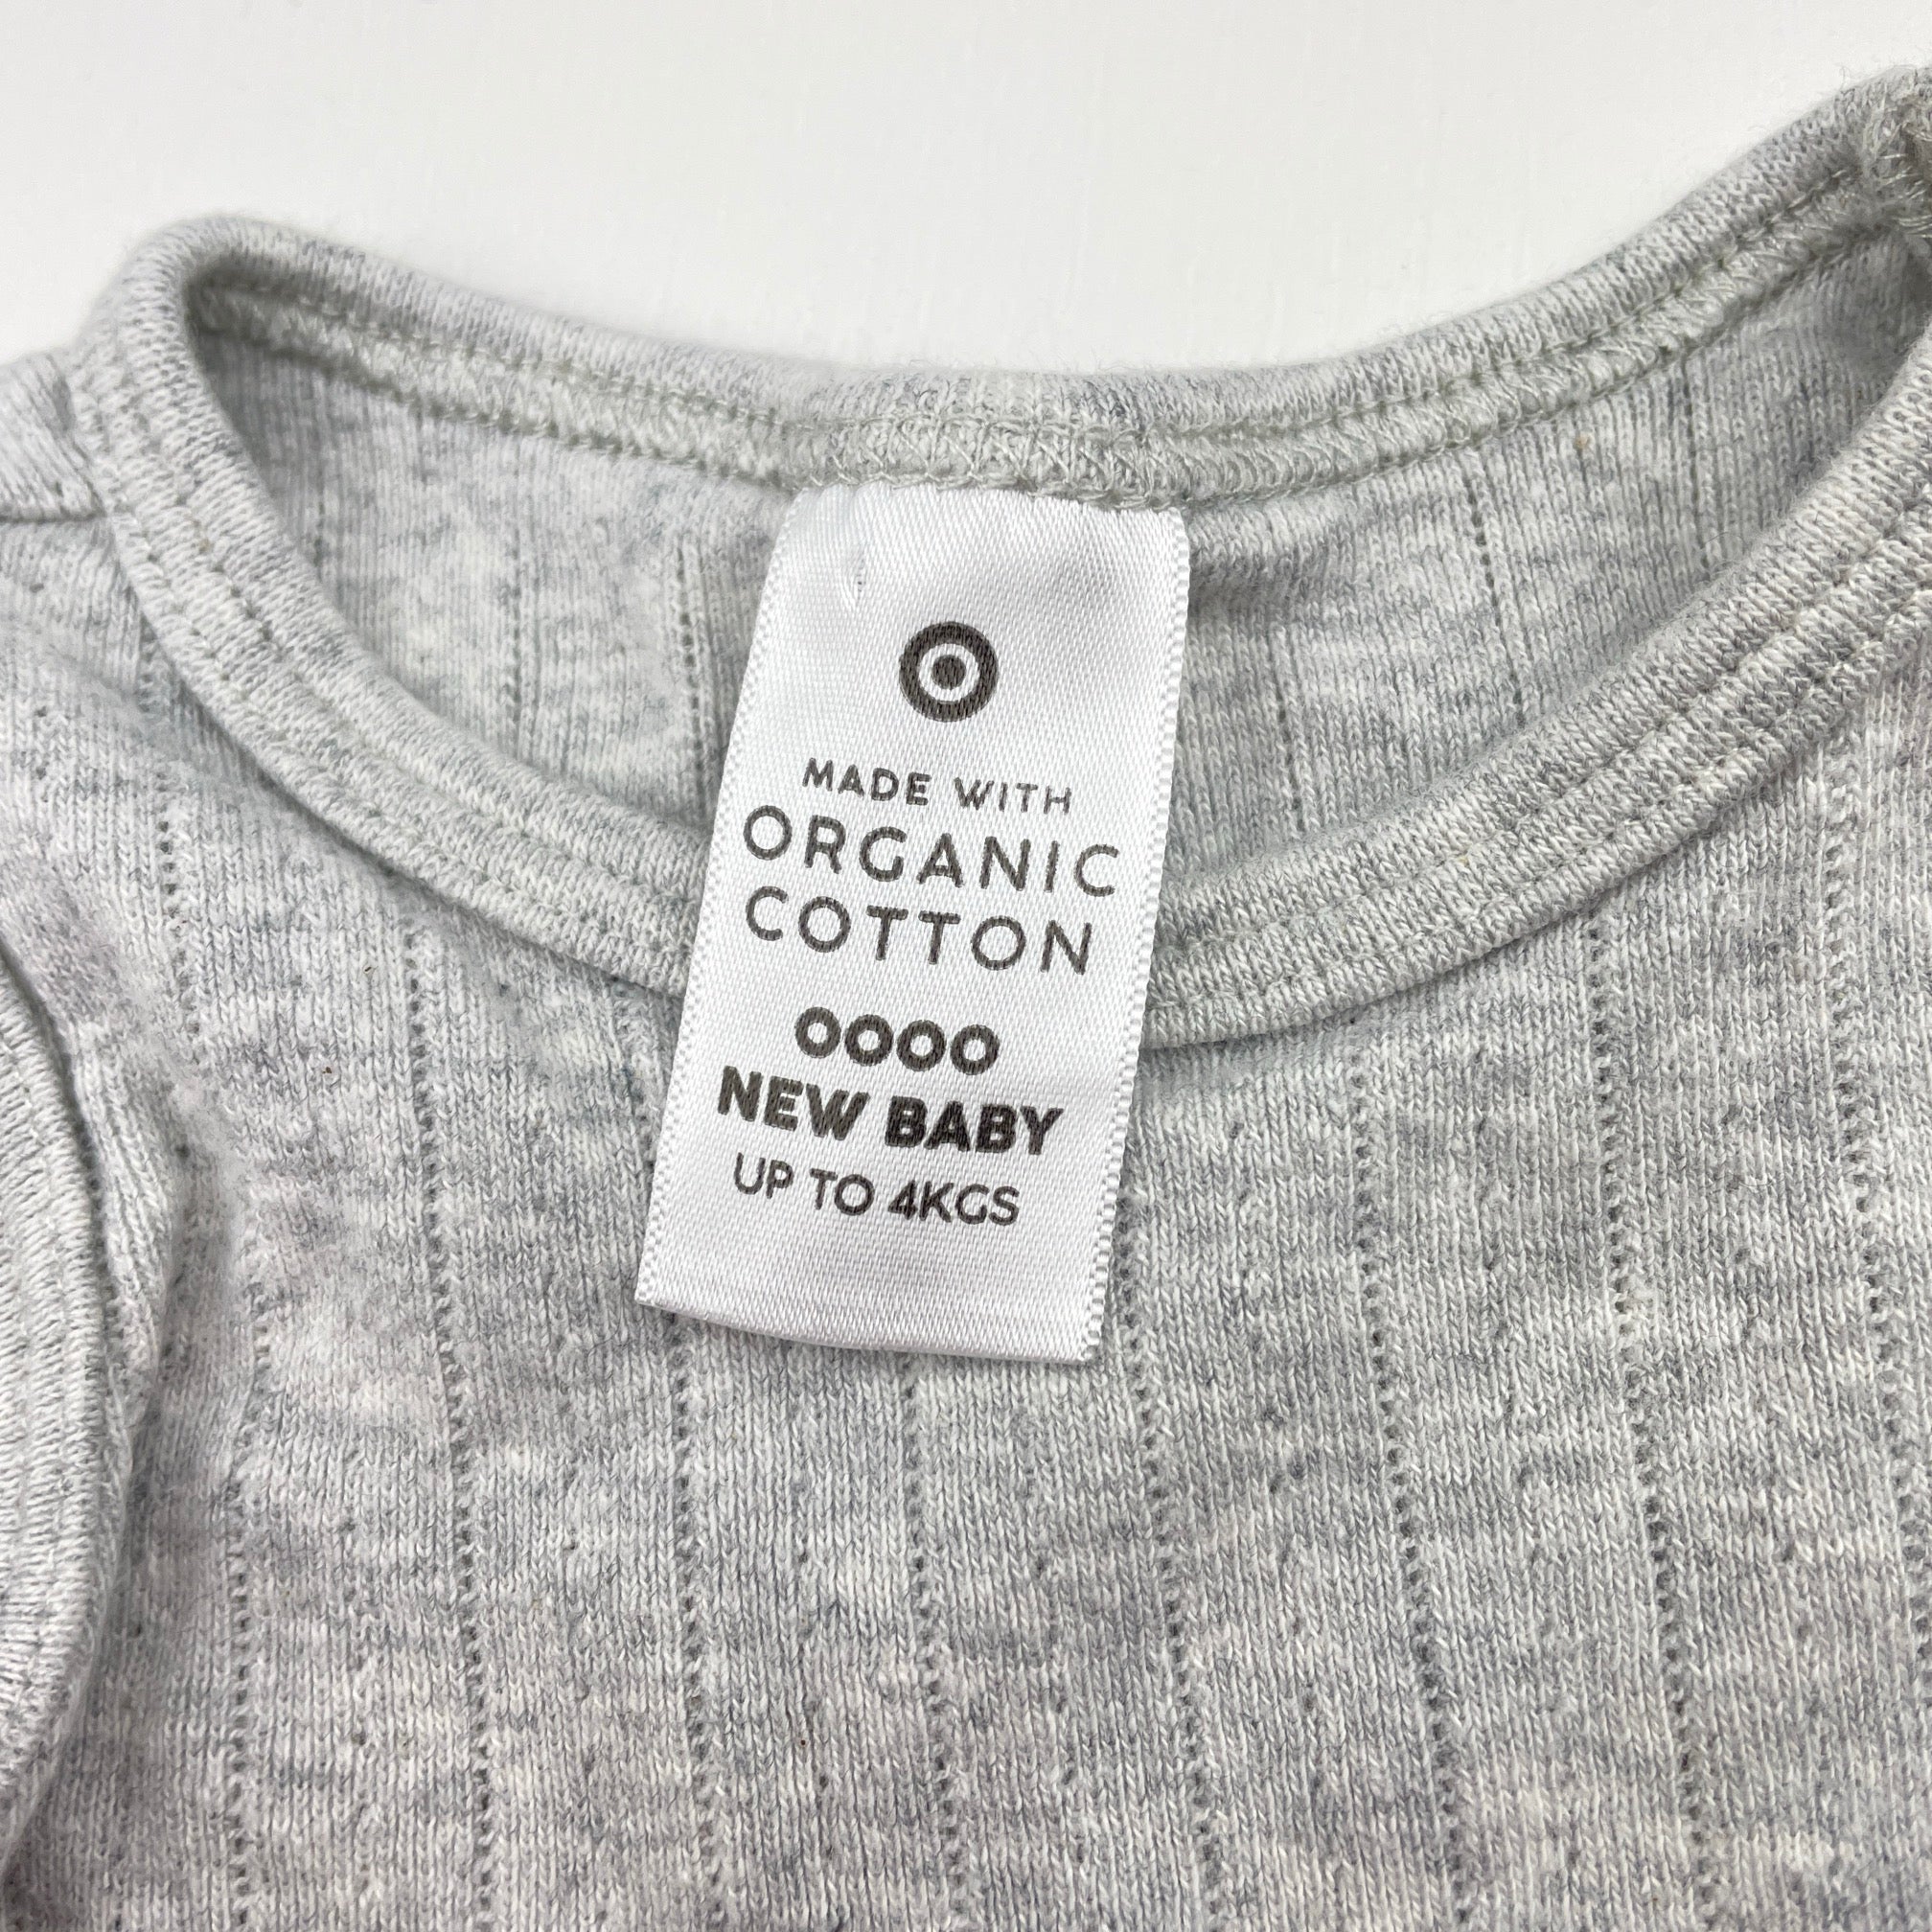 MADE WITH
ORGANIC
COTTON
0000
NEW BABY
UP TO 4KGS